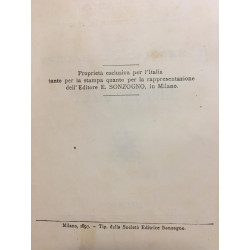 Proprietà esclusiva per l'Italia
tanto per la stampa quanto per la rappresentazione
dell'Editore E. SONZOGNO, in Milano.
Milano, 1890. — Tip. della Società Editrice Sonzogno.